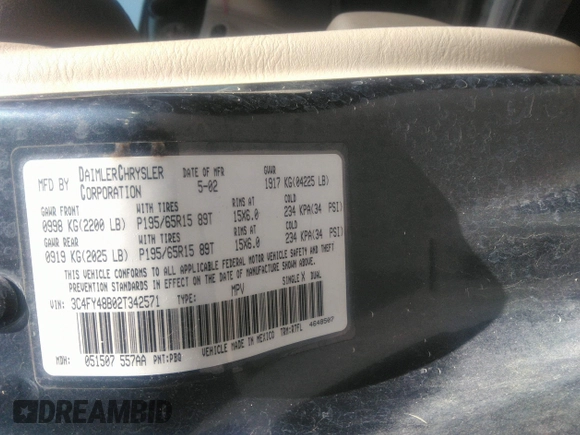 MFD BY DAIMLERCHRYSLER CORPORATION DATE OF MFR 5-02 GVWR 1917 KG(04225 LB)
GAWR FRONT WITH TIRES RIMS AT COLD
0998 KG(2200 LB) P195/65R15 89T 15X6.0 234 KPA(34 PSI)
GAWR REAR WITH TIRES RIMS AT COLD
0919 KG(2025 LB) P195/65R15 89T 15X6.0 234 KPA(34 PSI)
THIS VEHICLE CONFORMS TO ALL APPLICABLE FEDERAL MOTOR VEHICLE SAFETY AND THEFT
PREVENTION STANDARDS IN EFFECT ON THE DATE OF MANUFACTURE SHOWN ABOVE.
VIN: 3C4FY48B02T342571 TYPE: MPV SINGLE X DUAL
4648507
MDH: 051507 557AA PNT:PB8 VEHICLE MADE IN MEXICO TRM:R7FL
DREAMBID